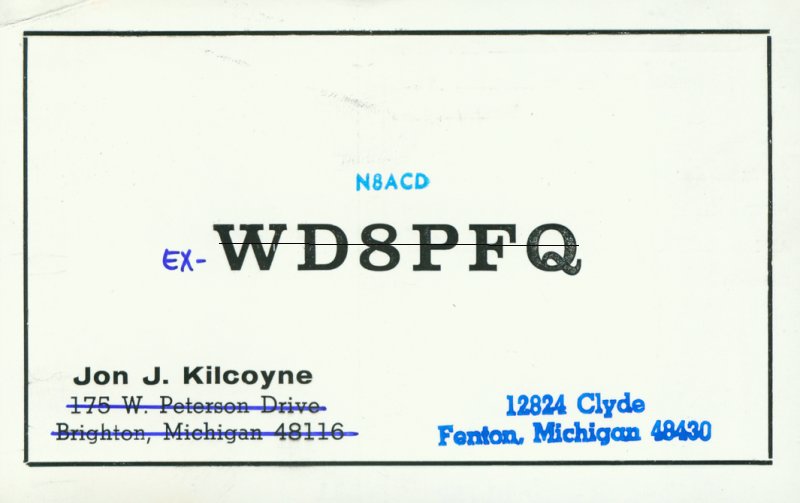 N8ACD
EX- WD8PFQ
Jon J. Kilcoyne
175 W. Peterson Drive
Brighton, Michigan 48116
12824 Clyde
Fenton, Michigan 48430